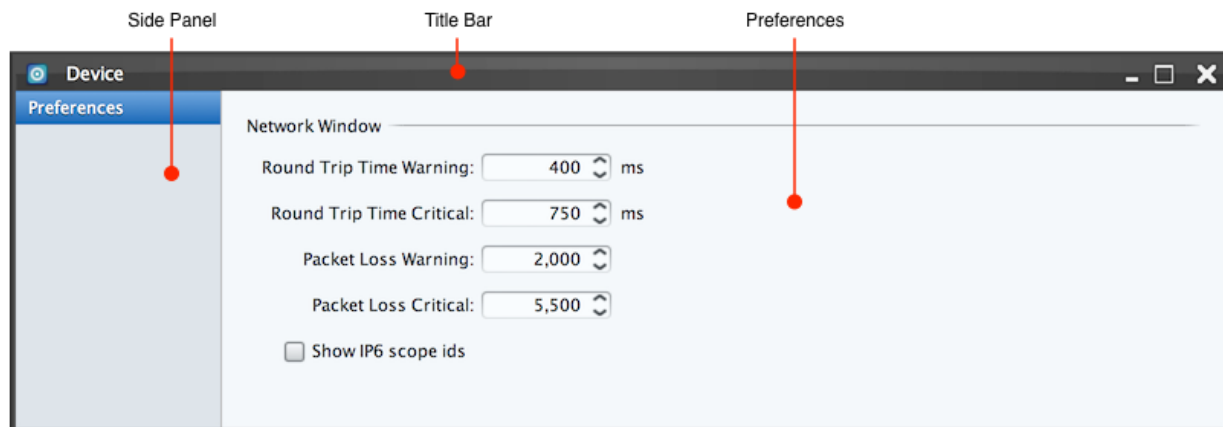 Side Panel Title Bar Preferences
Device
Preferences
Network Window
Round Trip Time Warning: 400 ms
Round Trip Time Critical: 750 ms
Packet Loss Warning: 2,000
Packet Loss Critical: 5,500
Show IP6 scope ids